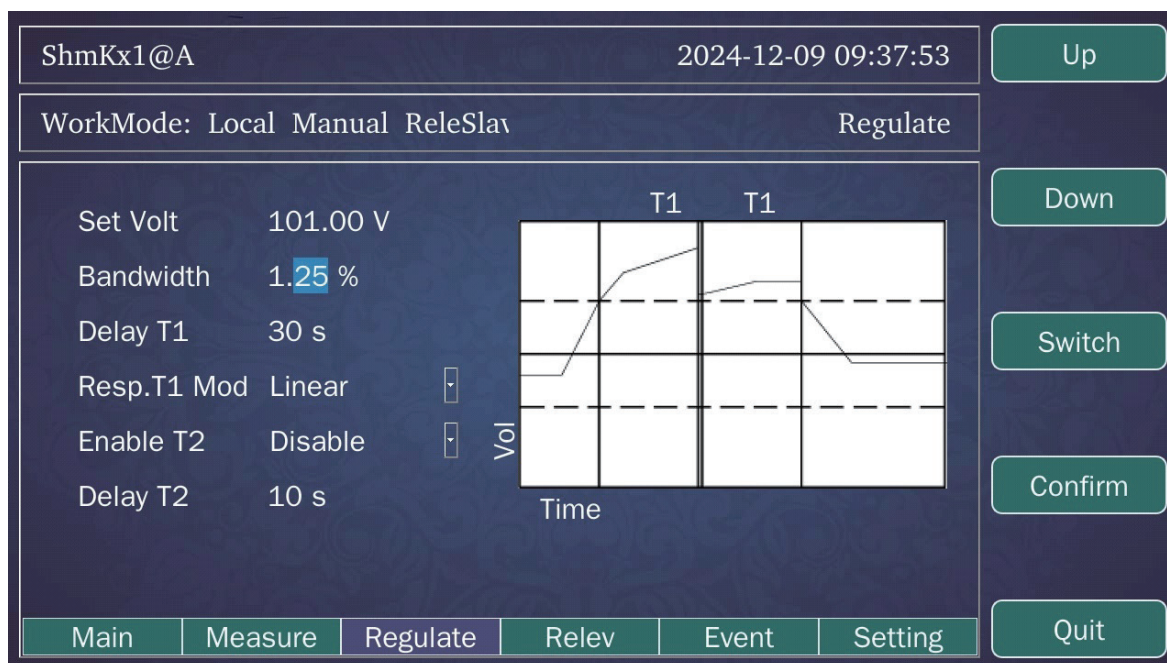 ShmKx1@A 2024-12-09 09:37:53
Up
WorkMode: Local Manual ReleSlav Regulate
Down
T1 T1
Set Volt 101.00 V
Bandwidth 1.25 %
Delay T1 30 s
Switch
Resp.T1 Mod Linear
Enable T2 Disable
Vol
Delay T2 10 s
Confirm
Time
Main Measure Regulate Relev Event Setting
Quit